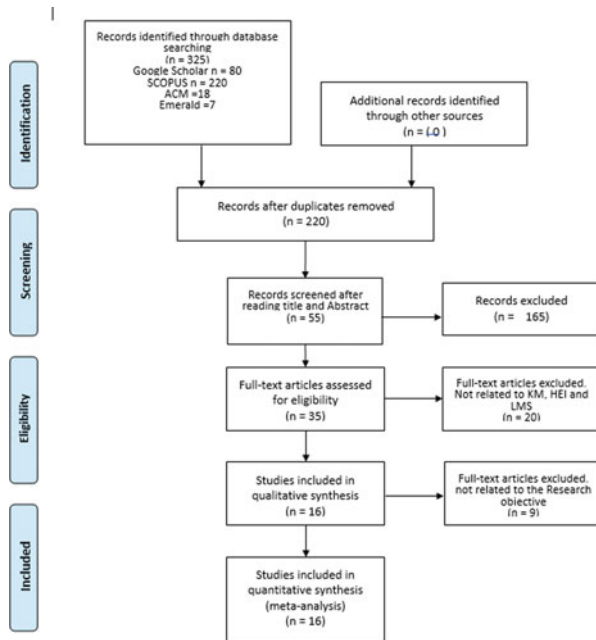 Records identified through database
searching
(n = 325)
Google Scholar n = 80
SCOPUS n = 220
ACM =18
Emerald =7
Additional records identified
through other sources
(n = ( 0 )
Identification
Records after duplicates removed
(n = 220)
Screening
Records screened after
reading title and Abstract
(n = 55)
Records excluded
(n = 165)
Eligibility
Full-text articles assessed
for eligibility
(n = 35)
Full-text articles excluded.
Not related to KM, HEI and
LMS
(n = 20)
Studies included in
qualitative synthesis
(n = 16)
Full-text articles excluded.
not related to the Research
objective
(n = 9)
Included
Studies included in
quantitative synthesis
(meta-analysis)
(n = 16)